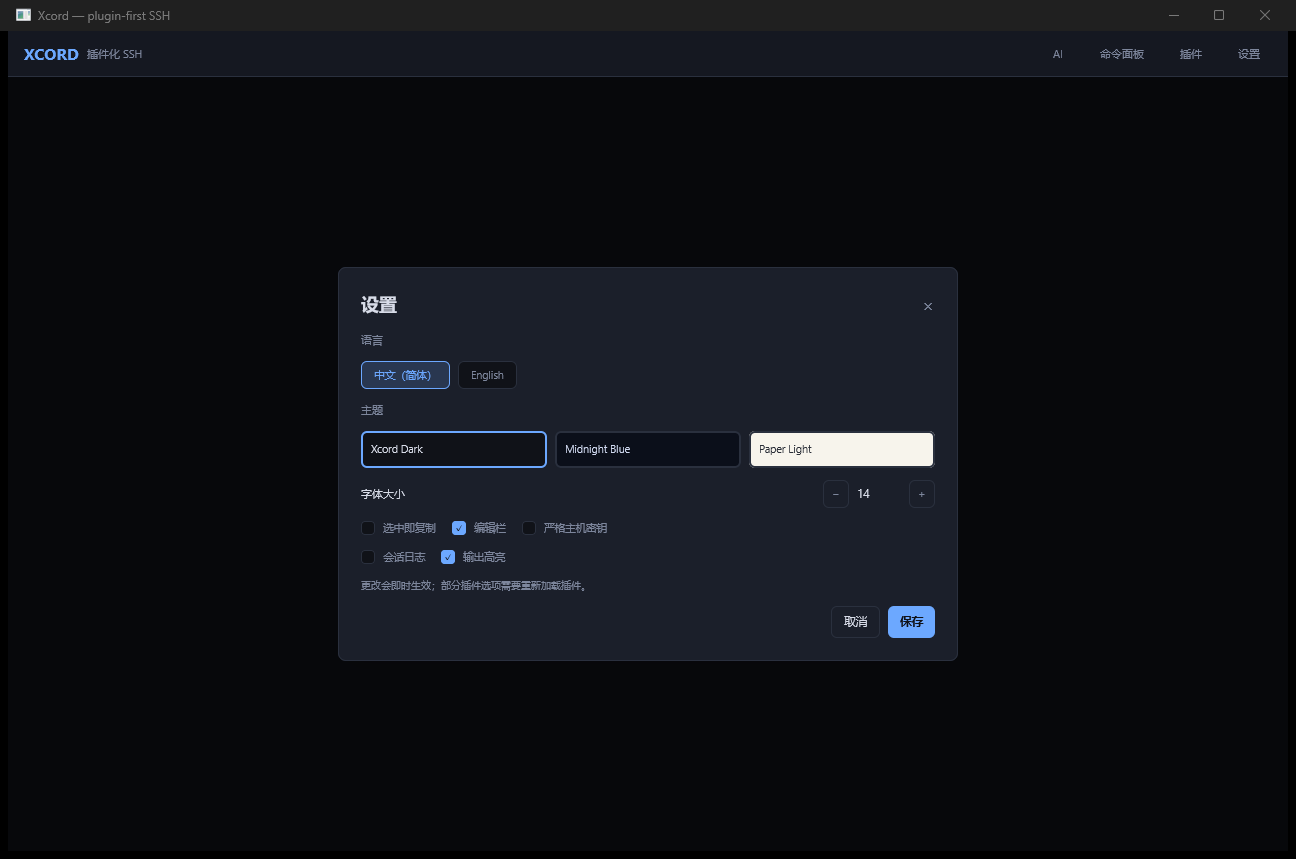 Xcord — plugin-first SSH
XCORD 插件化 SSH
AI 命令面板 插件 设置
设置
×
语言
中文（简体） English
主题
Xcord Dark Midnight Blue Paper Light
字体大小 − 14 +
选中即复制 编辑栏 严格主机密钥
会话日志 输出高亮
更改会即时生效；部分插件选项需要重新加载插件。
取消 保存